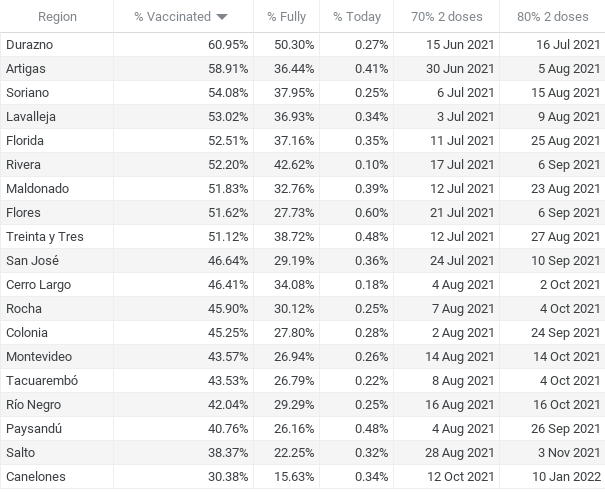 Region % Vaccinated % Fully % Today 70% 2 doses 80% 2 doses
Durazno 60.95% 50.30% 0.27% 15 Jun 2021 16 Jul 2021
Artigas 58.91% 36.44% 0.41% 30 Jun 2021 5 Aug 2021
Soriano 54.08% 37.95% 0.25% 6 Jul 2021 15 Aug 2021
Lavalleja 53.02% 36.93% 0.34% 3 Jul 2021 9 Aug 2021
Florida 52.51% 37.16% 0.35% 11 Jul 2021 25 Aug 2021
Rivera 52.20% 42.62% 0.10% 17 Jul 2021 6 Sep 2021
Maldonado 51.83% 32.76% 0.39% 12 Jul 2021 23 Aug 2021
Flores 51.62% 27.73% 0.60% 21 Jul 2021 6 Sep 2021
Treinta y Tres 51.12% 38.72% 0.48% 12 Jul 2021 27 Aug 2021
San José 46.64% 29.19% 0.36% 24 Jul 2021 10 Sep 2021
Cerro Largo 46.41% 34.08% 0.18% 4 Aug 2021 2 Oct 2021
Rocha 45.90% 30.12% 0.25% 7 Aug 2021 4 Oct 2021
Colonia 45.25% 27.80% 0.28% 2 Aug 2021 24 Sep 2021
Montevideo 43.57% 26.94% 0.26% 14 Aug 2021 14 Oct 2021
Tacuarembó 43.53% 26.79% 0.22% 8 Aug 2021 4 Oct 2021
Río Negro 42.04% 29.29% 0.25% 16 Aug 2021 16 Oct 2021
Paysandú 40.76% 26.16% 0.48% 4 Aug 2021 26 Sep 2021
Salto 38.37% 22.25% 0.32% 28 Aug 2021 3 Nov 2021
Canelones 30.38% 15.63% 0.34% 12 Oct 2021 10 Jan 2022